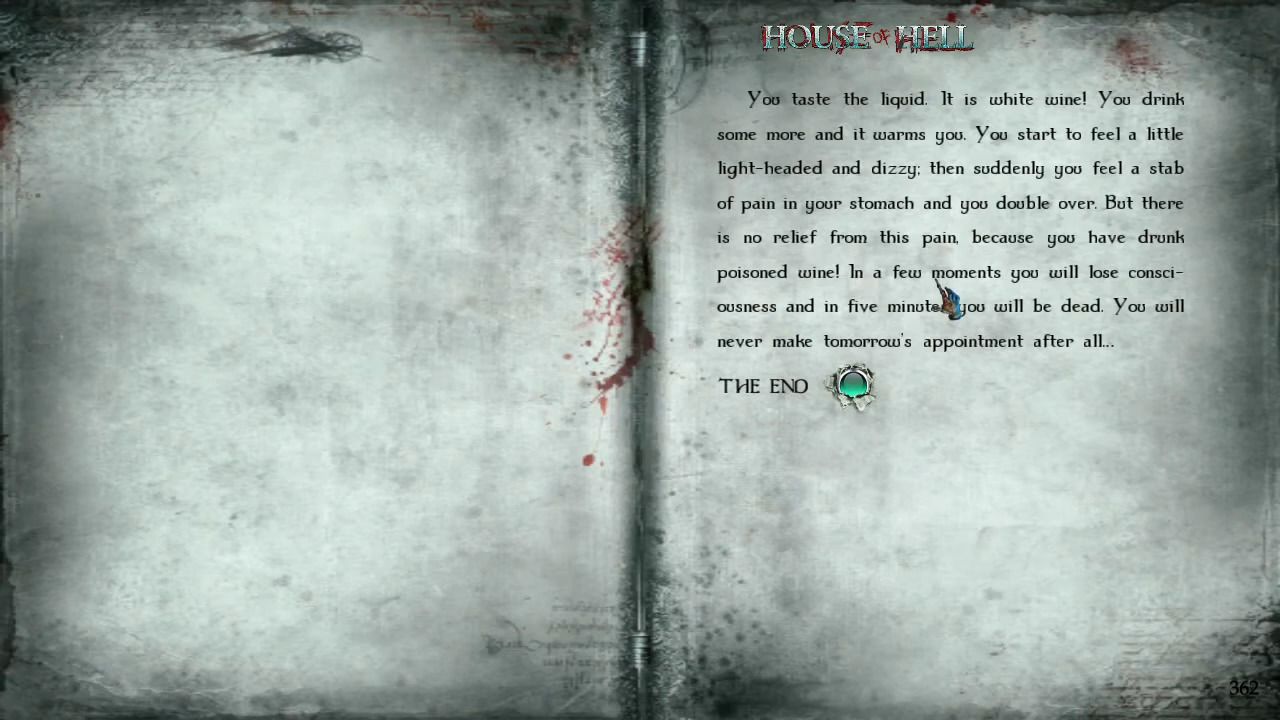 HOUSE OF HELL
You taste the liquid. It is white wine! You drink
some more and it warms you. You start to feel a little
light-headed and dizzy; then suddenly you feel a stab
of pain in your stomach and you double over. But there
is no relief from this pain, because you have drunk
poisoned wine! In a few moments you will lose consci-
ousness and in five minutes you will be dead. You will
never make tomorrow's appointment after all...
THE END
362